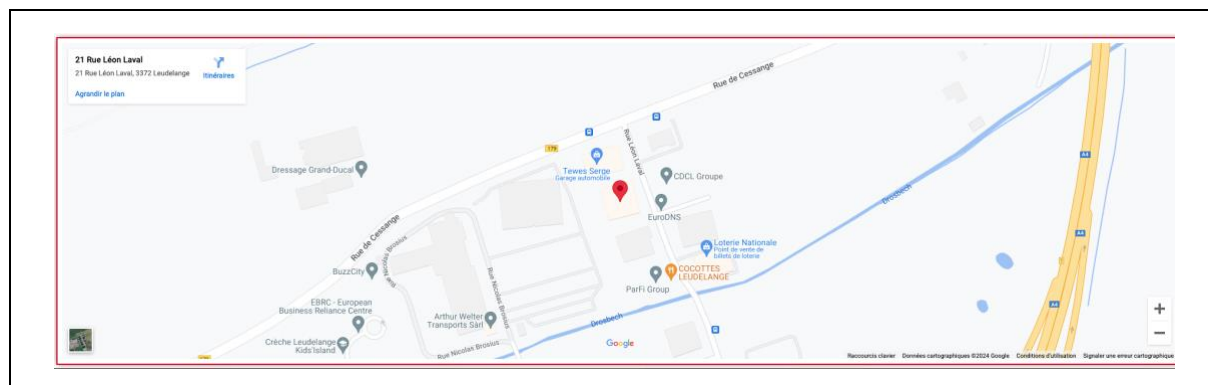 21 Rue Léon Laval
21 Rue Léon Laval, 3372 Leudelange
Itinéraires
Agrandir le plan
Rue de Cessange
A4
Rue Léon Laval
179
Tewes Serge
Garage automobile
Dressage Grand-Ducal
CDCL Groupe
EuroDNS
Drosbech
Rue de Cessange
Rue Nicolas Brosius
A4
Loterie Nationale
Point de vente de
billets de loterie
BuzzCity
COCOTTES
LEUDELANGE
ParFi Group
Rue Nicolas Brosius
EBRC - European
Business Reliance Centre
A4
Arthur Welter
Transports Sàrl
Drosbech
Crèche Leudelange
Kids'Island
Rue Nicolas Brosius
Google
179
A4
Raccourcis clavier Données cartographiques ©2024 Google Conditions d'utilisation Signaler une erreur cartographique